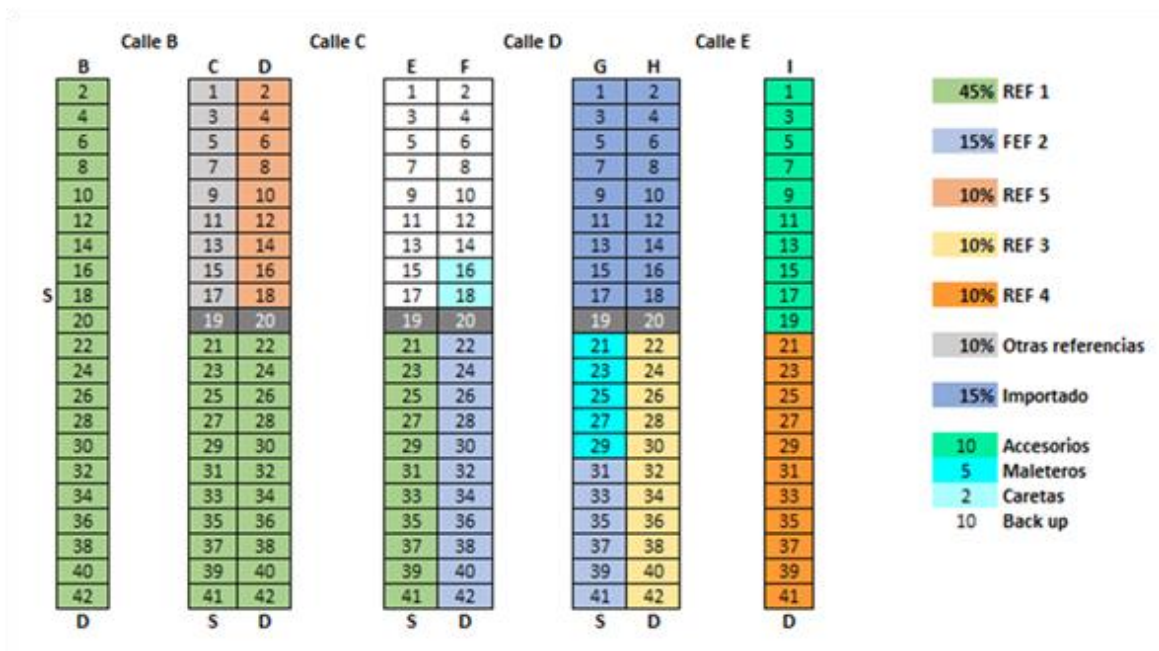 Calle B Calle C Calle D Calle E
B C D E F G H I
2 1 2 1 2 1 2 1 45% REF 1
4 3 4 3 4 3 4 3
6 5 6 5 6 5 6 5 15% FEF 2
8 7 8 7 8 7 8 7
10 9 10 9 10 9 10 9 10% REF 5
12 11 12 11 12 11 12 11
14 13 14 13 14 13 14 13 10% REF 3
16 15 16 15 16 15 16 15
S 18 17 18 17 18 17 18 17 10% REF 4
20 19 20 19 20 19 20 19
22 21 22 21 22 21 22 21 10% Otras referencias
24 23 24 23 24 23 24 23
26 25 26 25 26 25 26 25 15% Importado
28 27 28 27 28 27 28 27
30 29 30 29 30 29 30 29 10 Accesorios
32 31 32 31 32 31 32 31 5 Maleteros
34 33 34 33 34 33 34 33 2 Caretas
36 35 36 35 36 35 36 35 10 Back up
38 37 38 37 38 37 38 37
40 39 40 39 40 39 40 39
42 41 42 41 42 41 42 41
D S D S D S D D